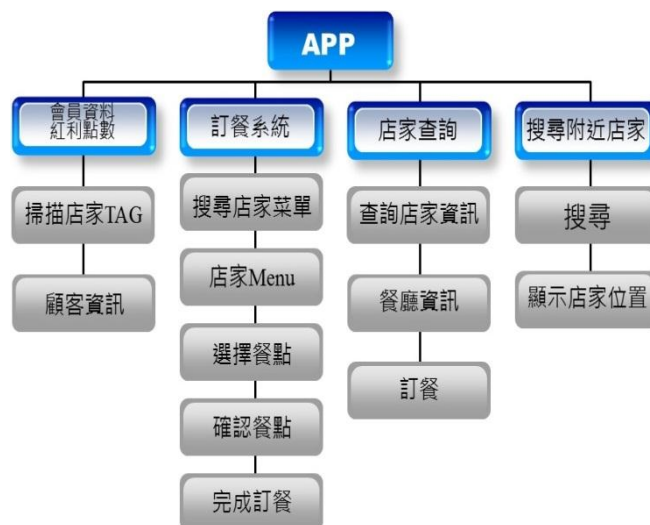 APP
會員資料
紅利點數
訂餐系統
店家查詢
搜尋附近店家
掃描店家TAG
搜尋店家菜單
查詢店家資訊
搜尋
顧客資訊
店家Menu
餐廳資訊
顯示店家位置
選擇餐點
訂餐
確認餐點
完成訂餐